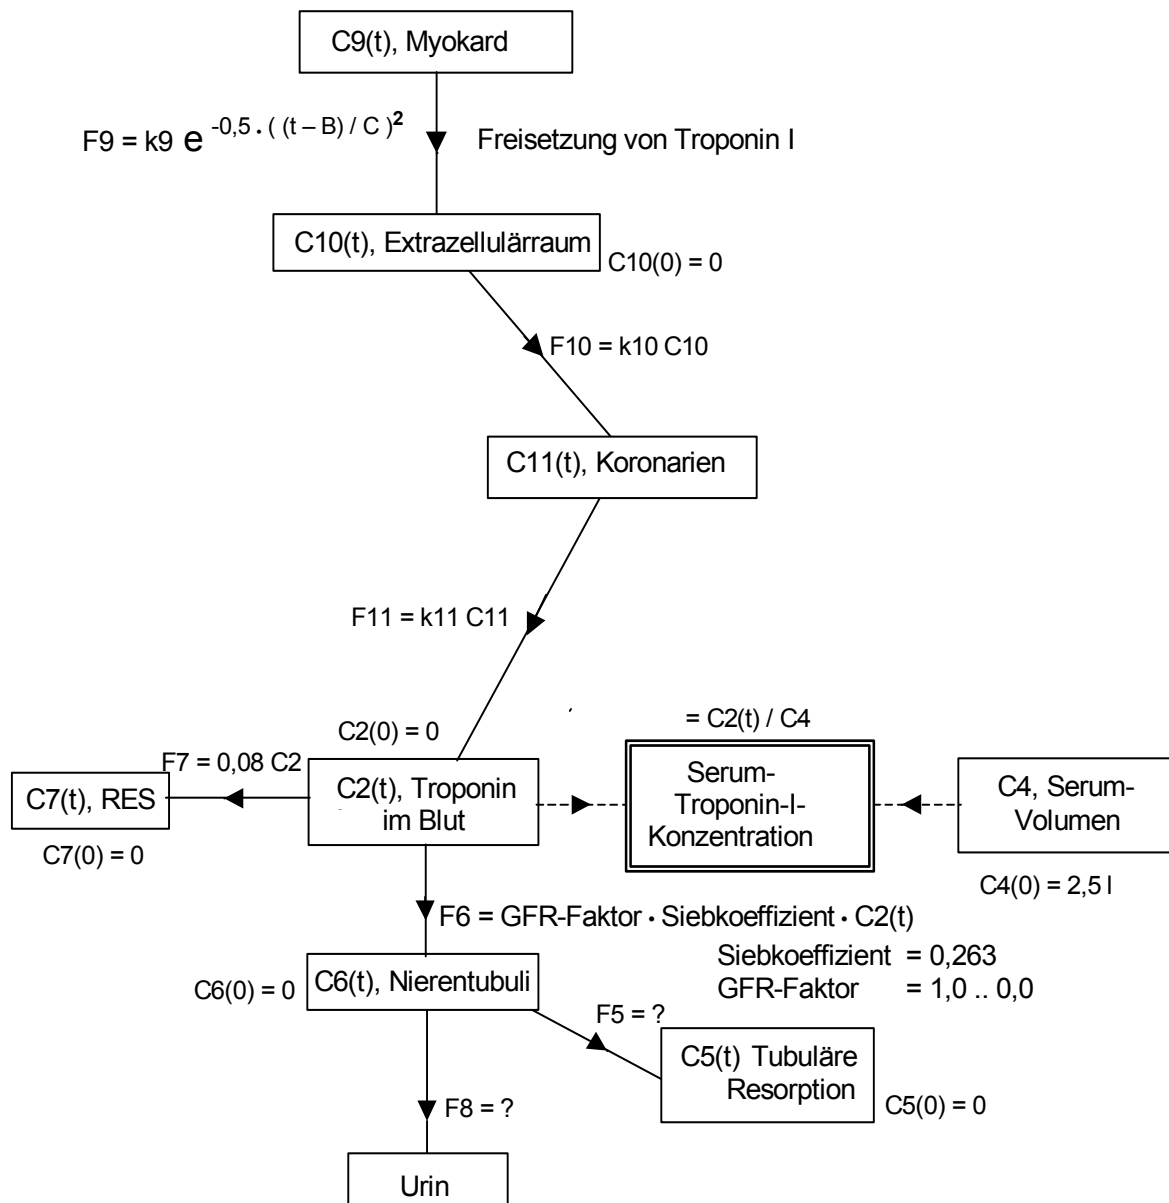 C9(t), Myokard
F9 = k9 e -0,5 · ( (t – B) / C )²
Freisetzung von Troponin I
C10(t), Extrazellulärraum
C10(0) = 0
F10 = k10 C10
C11(t), Koronarien
F11 = k11 C11
C2(0) = 0
= C2(t) / C4
F7 = 0,08 C2
C7(t), RES
C7(0) = 0
C2(t), Troponin
im Blut
Serum-
Troponin-I-
Konzentration
C4, Serum-
Volumen
C4(0) = 2,5 l
F6 = GFR-Faktor · Siebkoeffizient · C2(t)
Siebkoeffizient = 0,263
GFR-Faktor = 1,0 .. 0,0
C6(0) = 0
C6(t), Nierentubuli
F5 = ?
C5(t) Tubuläre
Resorption
C5(0) = 0
F8 = ?
Urin